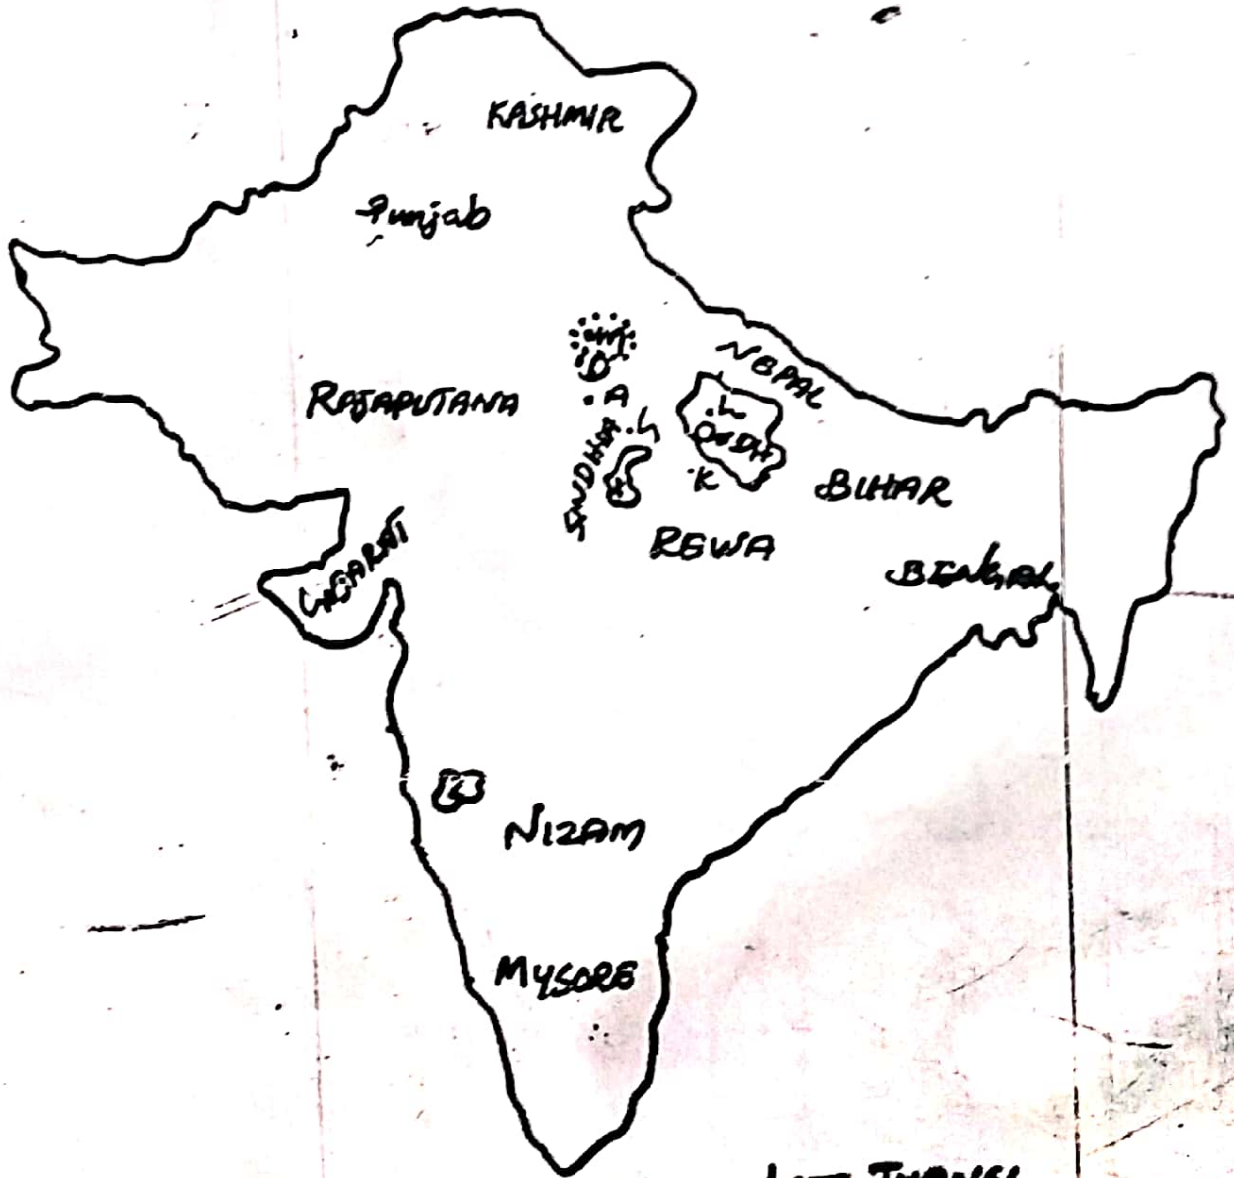 KASHMIR
Punjab
M
D
NEPAL
A
RAJAPUTANA
L
G
OUDH
SINDHIA
K
BIHAR
REWA
GUJARAT
BENGAL
NIZAM
MYSORE